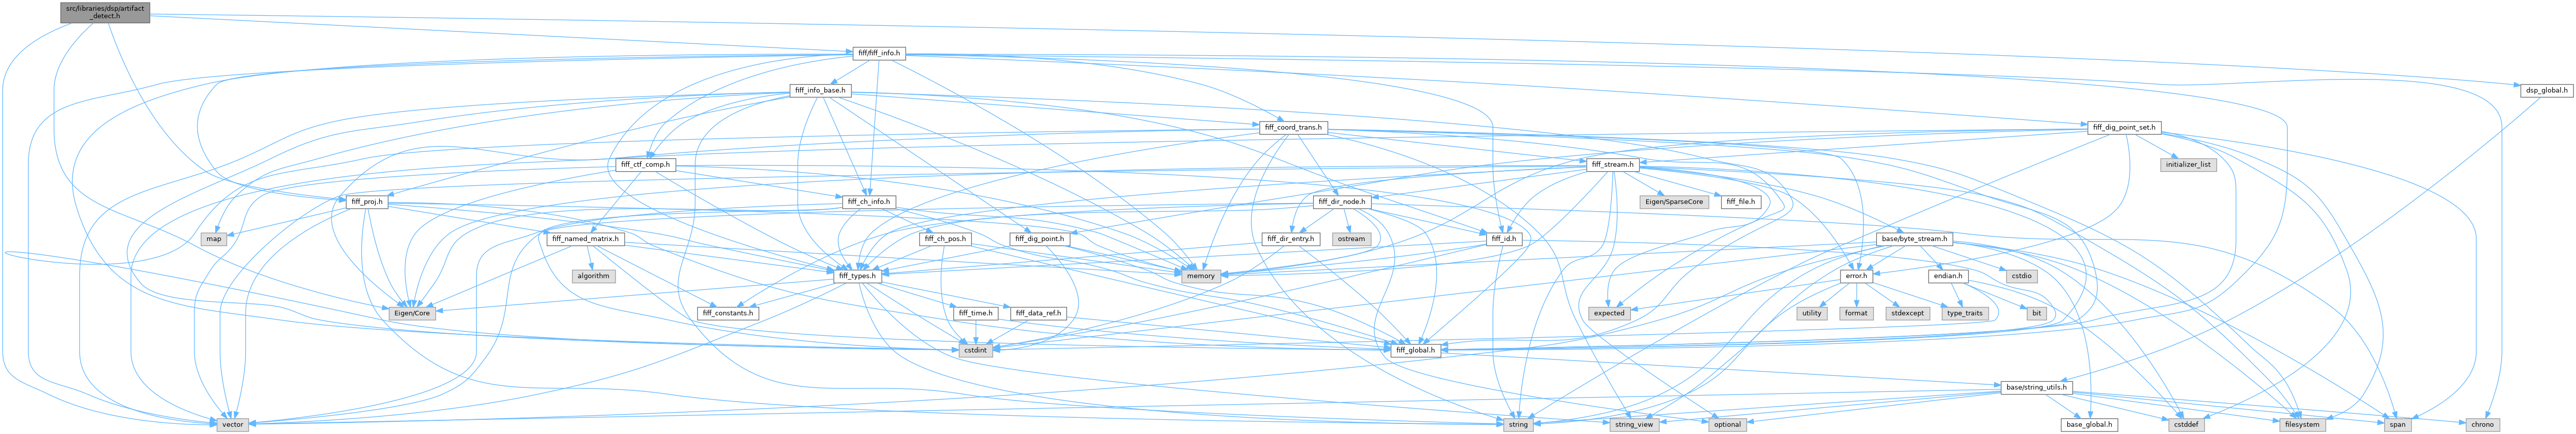 src/libraries/dsp/artifact
_detect.h
fiff/fiff_info.h
fiff_info_base.h
dsp_global.h
fiff_coord_trans.h
fiff_dig_point_set.h
fiff_ctf_comp.h
fiff_stream.h
initializer_list
fiff_proj.h
fiff_ch_info.h
fiff_dir_node.h
Eigen/SparseCore
fiff_file.h
map
fiff_named_matrix.h
fiff_ch_pos.h
fiff_dig_point.h
fiff_dir_entry.h
ostream
fiff_id.h
base/byte_stream.h
algorithm
fiff_types.h
memory
error.h
endian.h
cstdio
Eigen/Core
fiff_constants.h
fiff_time.h
fiff_data_ref.h
expected
utility
format
stdexcept
type_traits
bit
cstdint
fiff_global.h
base/string_utils.h
vector
string
string_view
optional
base_global.h
cstddef
filesystem
span
chrono